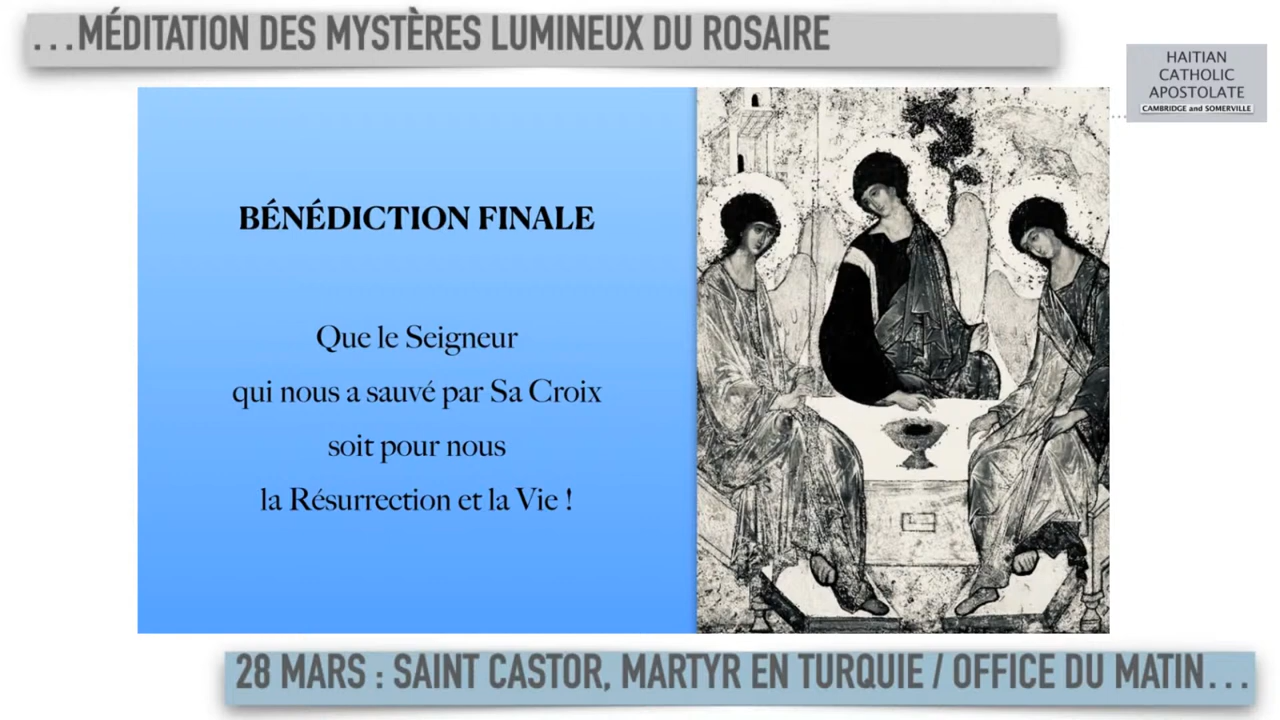 ...MÉDITATION DES MYSTÈRES LUMINEUX DU ROSAIRE
HAITIAN
CATHOLIC
APOSTOLATE
CAMBRIDGE and SOMERVILLE
BÉNÉDICTION FINALE
Que le Seigneur
qui nous a sauvé par Sa Croix
soit pour nous
la Résurrection et la Vie !
28 MARS : SAINT CASTOR, MARTYR EN TURQUIE / OFFICE DU MATIN...